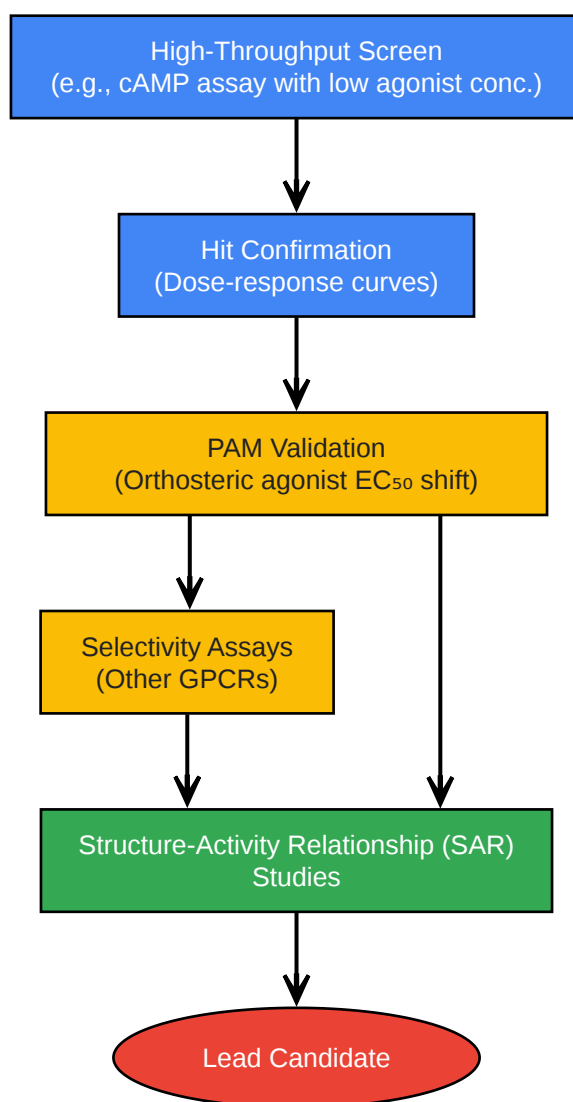 High-Throughput Screen
(e.g., cAMP assay with low agonist conc.)
Hit Confirmation
(Dose-response curves)
PAM Validation
(Orthosteric agonist EC₅₀ shift)
Selectivity Assays
(Other GPCRs)
Structure-Activity Relationship (SAR)
Studies
Lead Candidate